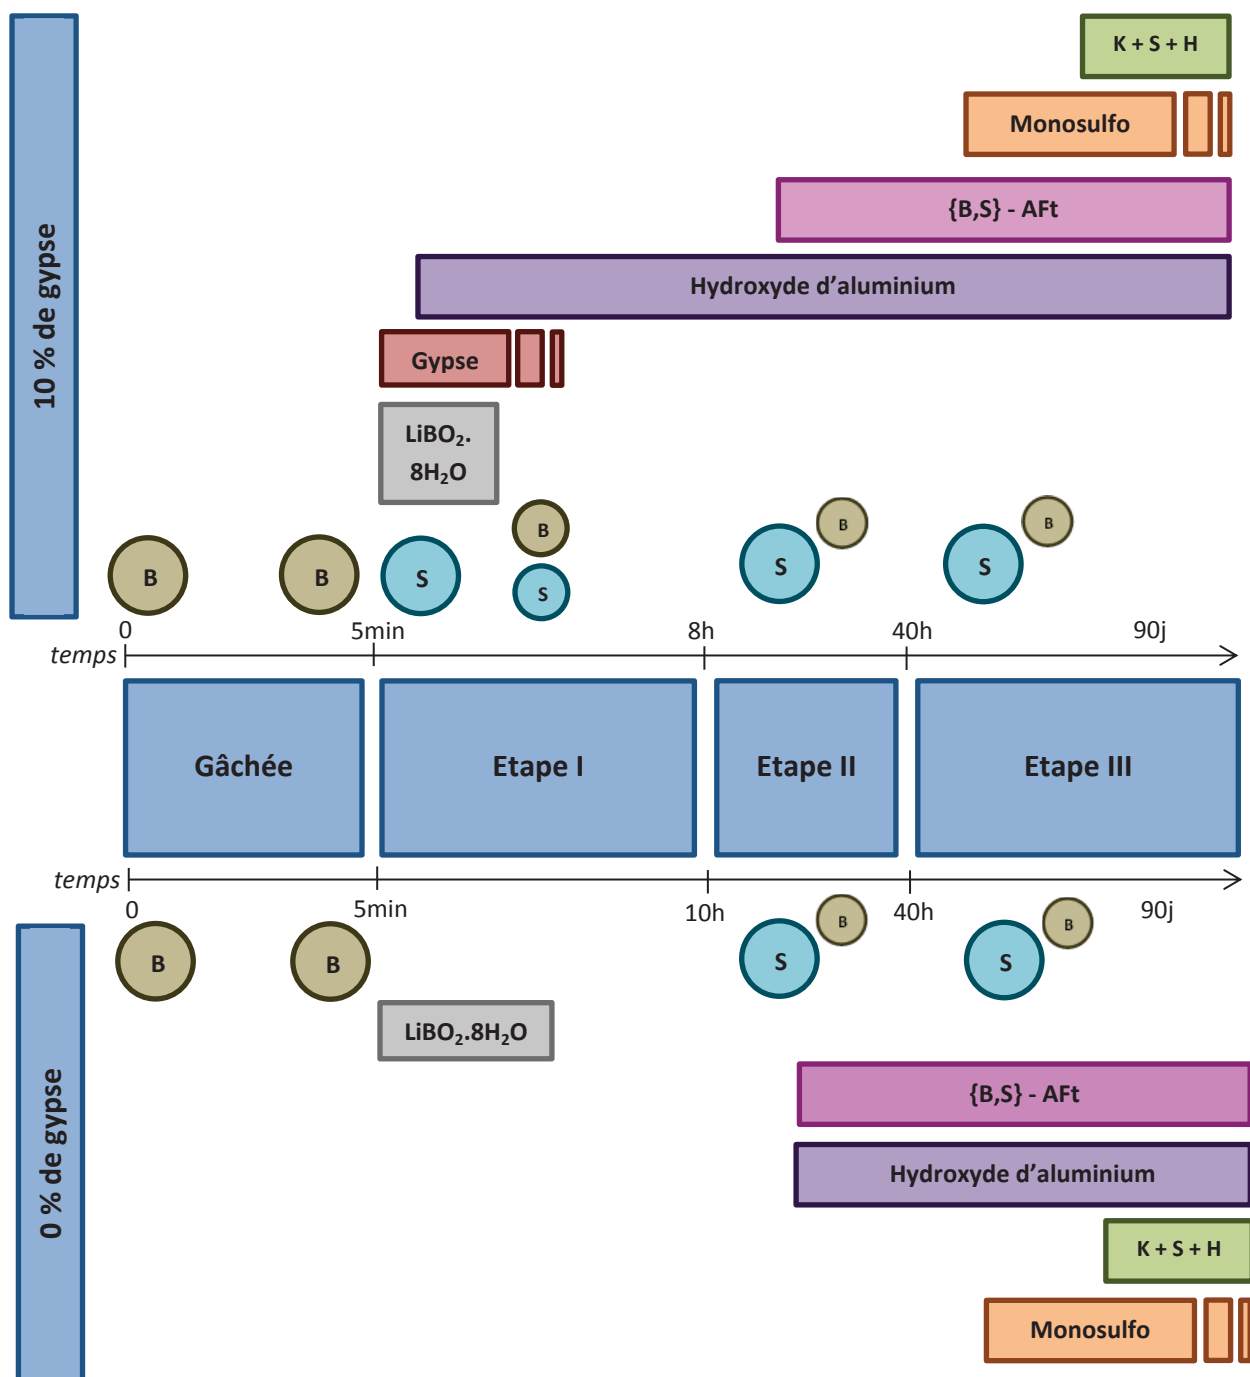 10 % de gypse
K + S + H
Monosulfo
{B,S} - AFt
Hydroxyde d’aluminium
Gypse
LiBO₂.
8H₂O
B
B
B
B
B
S
S
S
S
0
5min
8h
40h
90j
temps
Gâchée
Etape I
Etape II
Etape III
temps
0
5min
10h
40h
90j
B
B
S
B
S
B
LiBO₂.8H₂O
0 % de gypse
{B,S} - AFt
Hydroxyde d’aluminium
K + S + H
Monosulfo